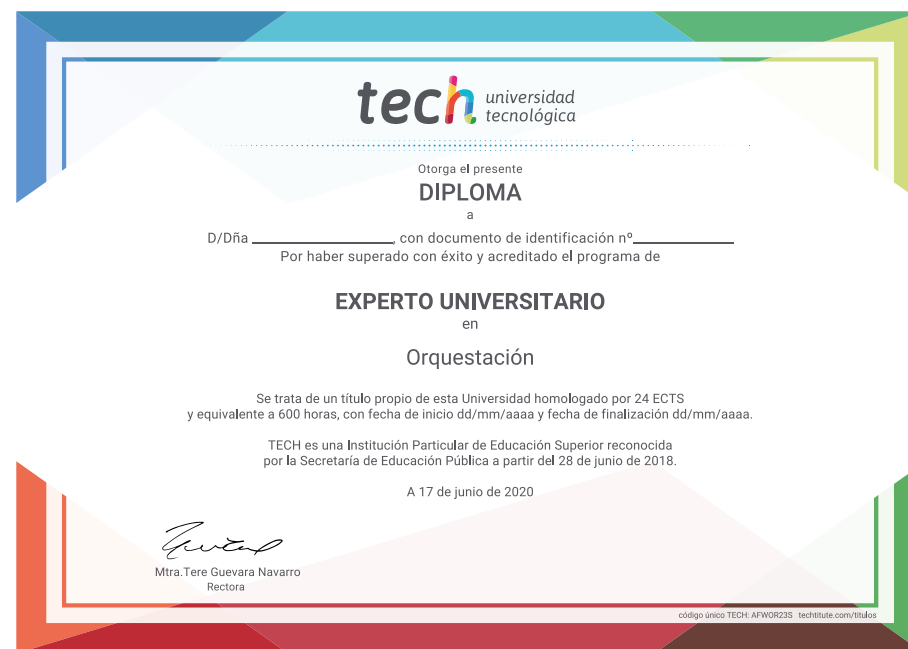 tech universidad
tecnológica
Otorga el presente
DIPLOMA
a
D/Dña ____________________, con documento de identificación nº______________
Por haber superado con éxito y acreditado el programa de
EXPERTO UNIVERSITARIO
en
Orquestación
Se trata de un título propio de esta Universidad homologado por 24 ECTS
y equivalente a 600 horas, con fecha de inicio dd/mm/aaaa y fecha de finalización dd/mm/aaaa.
TECH es una Institución Particular de Educación Superior reconocida
por la Secretaría de Educación Pública a partir del 28 de junio de 2018.
A 17 de junio de 2020
Mtra.Tere Guevara Navarro
Rectora
código único TECH: AFWOR23S techtitute.com/titulos